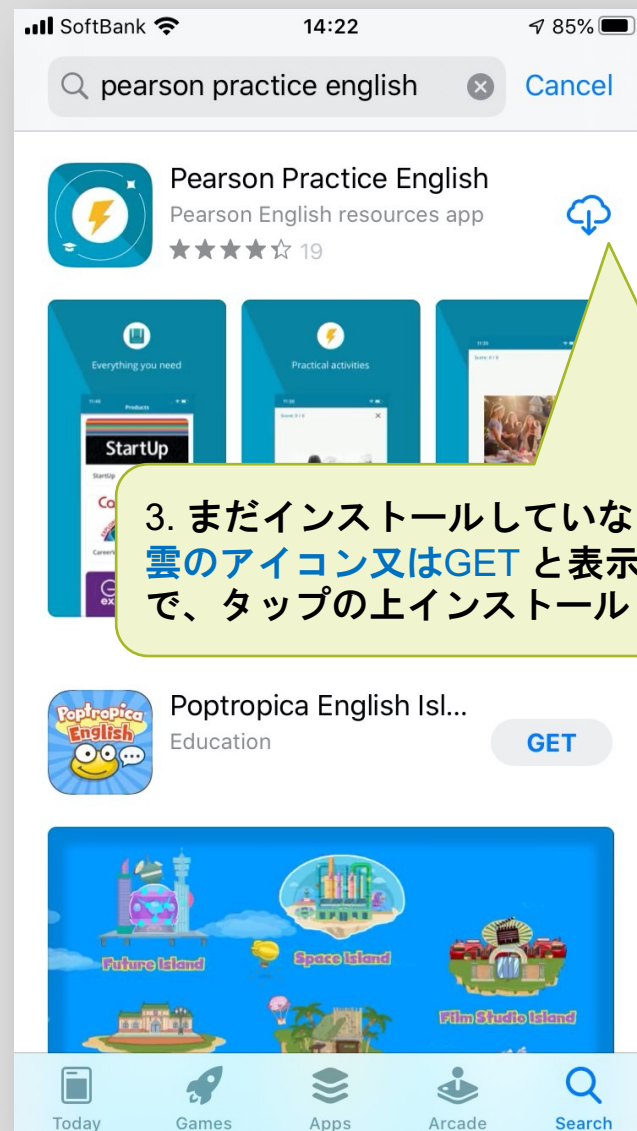 SoftBank 14:22 85%
pearson practice english Cancel
Pearson Practice English
Pearson English resources app
19
Everything you need
Practical activities
Products
StartUp
StartUp
3. まだインストールしていな
雲のアイコン又はGET と表示
で、タップの上インストール
Poptropica English
Poptropica English Isl...
Education
GET
Future Island
Space Island
Film Studio Island
Today Games Apps Arcade Search